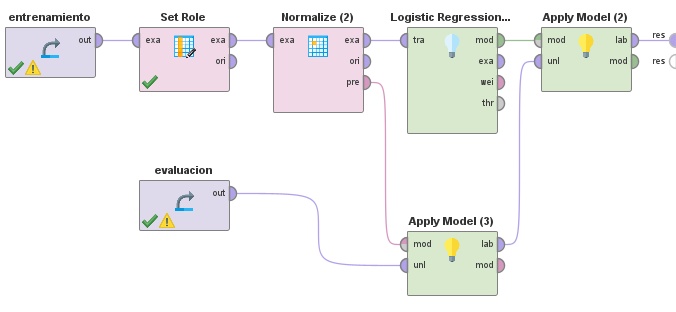 entrenamiento
out
Set Role
exa
exa
ori
Normalize (2)
exa
exa
ori
pre
Logistic Regression...
tra
mod
exa
wei
thr
Apply Model (2)
mod
unl
lab
mod
res
res
evaluacion
out
Apply Model (3)
mod
unl
lab
mod